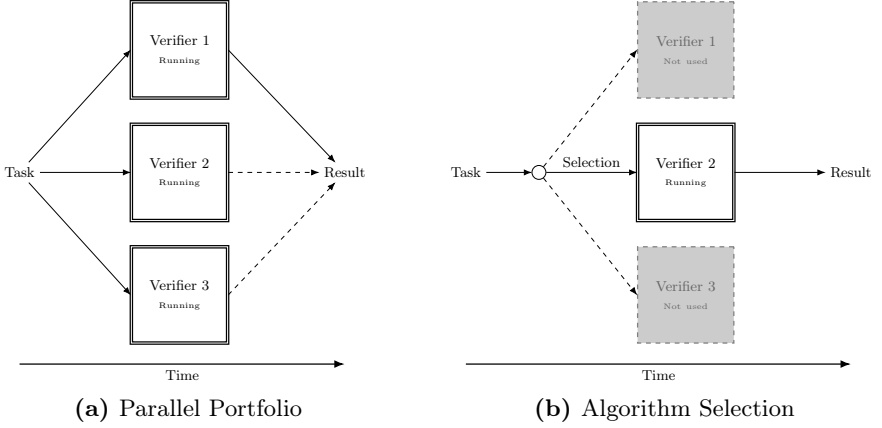 Verifier 1
Running
Task
Verifier 2
Running
Result
Verifier 3
Running
Time
(a) Parallel Portfolio
Verifier 1
Not used
Task
Selection
Verifier 2
Running
Result
Verifier 3
Not used
Time
(b) Algorithm Selection